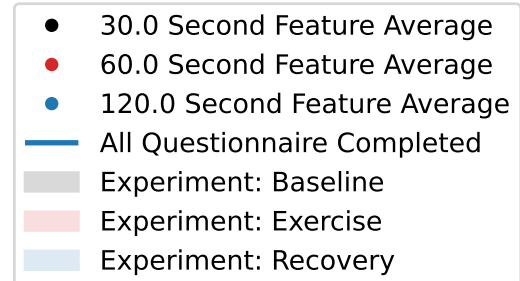 30.0 Second Feature Average
60.0 Second Feature Average
120.0 Second Feature Average
All Questionnaire Completed
Experiment: Baseline
Experiment: Exercise
Experiment: Recovery